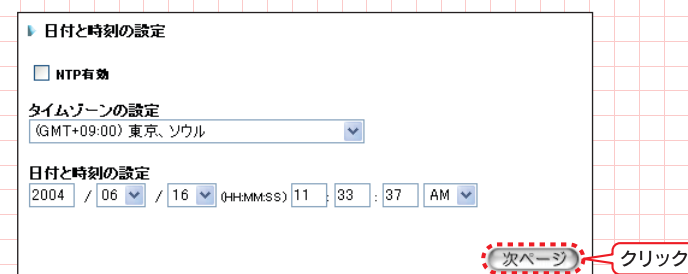 日付と時刻の設定
NTP有効
タイムゾーンの設定
(GMT+09:00) 東京、ソウル
日付と時刻の設定
2004 / 06 / 16 (HH:MM:SS) 11 : 33 : 37 AM
次ページ クリック